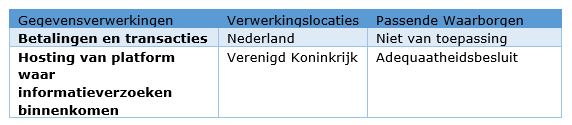 Gegevensverwerkingen Verwerkingslocaties Passende Waarborgen
Betalingen en transacties Nederland Niet van toepassing
Hosting van platform Verenigd Koninkrijk Adequaatheidsbesluit
waar
informatieverzoeken
binnenkomen